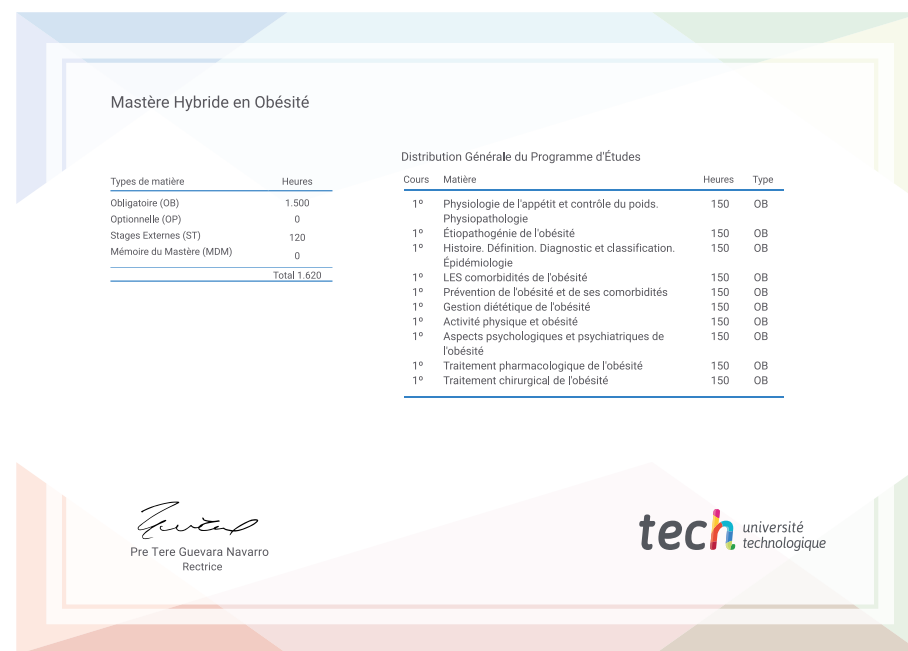 Mastère Hybride en Obésité
Types de matière Heures
Obligatoire (OB) 1.500
Optionnelle (OP) 0
Stages Externes (ST) 120
Mémoire du Mastère (MDM) 0
Total 1.620
Distribution Générale du Programme d'Études
Cours Matière Heures Type
1º Physiologie de l'appétit et contrôle du poids. 150 OB
Physiopathologie
1º Étiopathogénie de l'obésité 150 OB
1º Histoire. Définition. Diagnostic et classification. 150 OB
Épidémiologie
1º LES comorbidités de l'obésité 150 OB
1º Prévention de l'obésité et de ses comorbidités 150 OB
1º Gestion diététique de l'obésité 150 OB
1º Activité physique et obésité 150 OB
1º Aspects psychologiques et psychiatriques de 150 OB
l'obésité
1º Traitement pharmacologique de l'obésité 150 OB
1º Traitement chirurgical de l'obésité 150 OB
Pre Tere Guevara Navarro
Rectrice
tech université
technologique